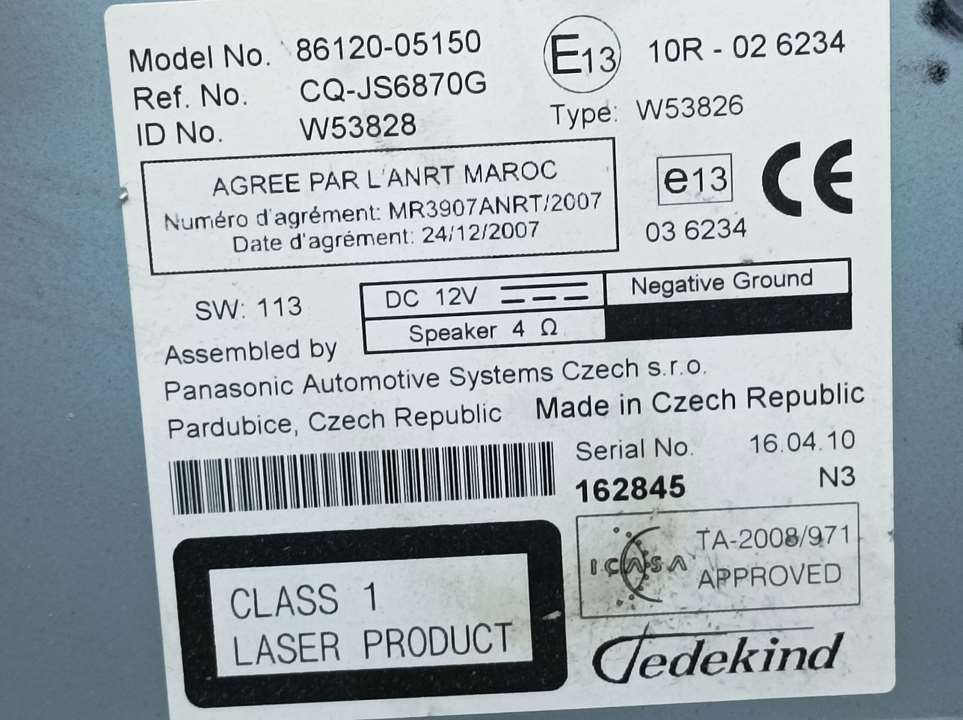 Model No. 86120-05150
Ref. No. CQ-JS6870G
ID No. W53828
E13 10R - 02 6234
Type: W53826
AGREE PAR L'ANRT MAROC
Numéro d'agrément: MR3907ANRT/2007
Date d'agrément: 24/12/2007
e13 CE
03 6234
SW: 113
DC 12V
Negative Ground
Speaker 4 Ω
Assembled by
Panasonic Automotive Systems Czech s.r.o.
Pardubice, Czech Republic
Made in Czech Republic
Serial No. 16.04.10
162845 N3
CLASS 1
LASER PRODUCT
ICASA
TA-2008/971
APPROVED
Tedekind